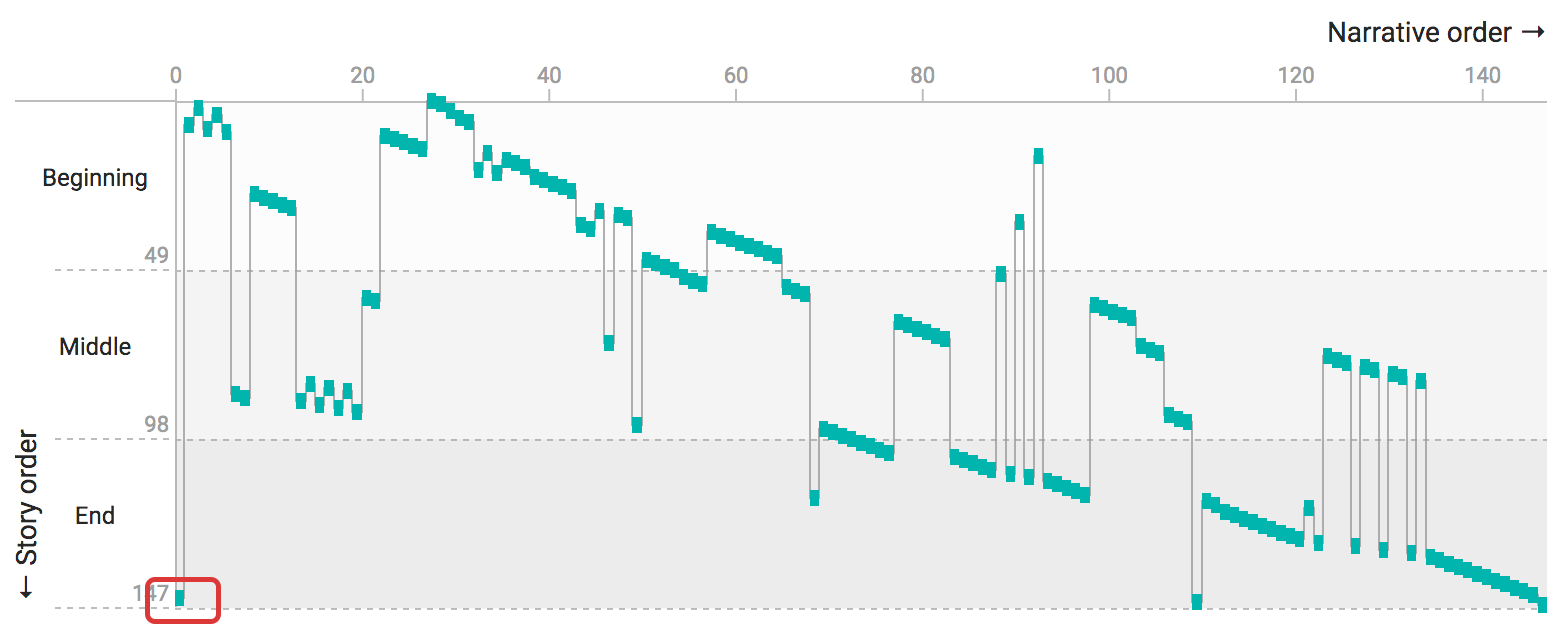 Narrative order →
0 20 40 60 80 100 120 140
Beginning
49
Middle
98
← Story order
End
147